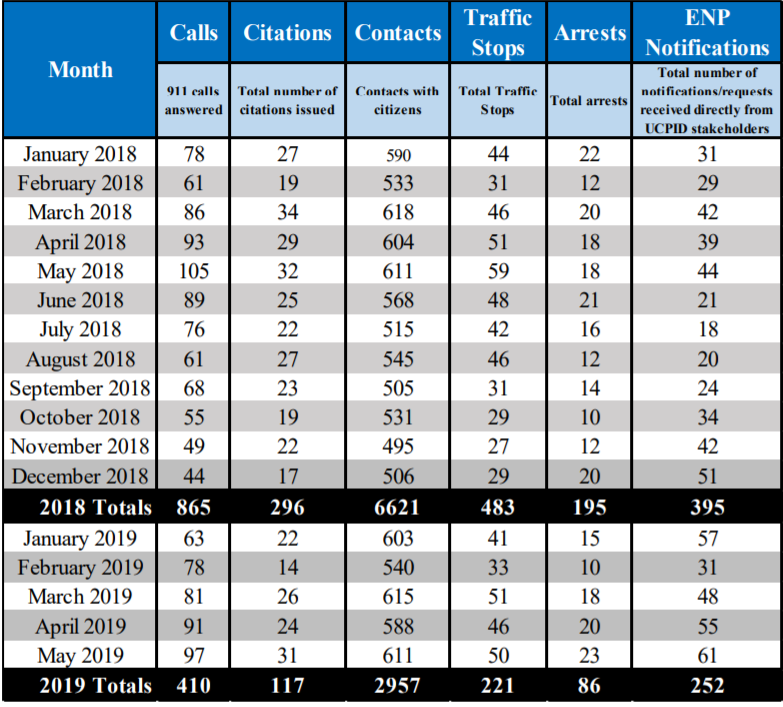 Month Calls Citations Contacts Traffic Stops Arrests ENP Notifications
911 calls answered Total number of citations issued Contacts with citizens Total Traffic Stops Total arrests Total number of notifications/requests received directly from UCPID stakeholders
January 2018 78 27 590 44 22 31
February 2018 61 19 533 31 12 29
March 2018 86 34 618 46 20 42
April 2018 93 29 604 51 18 39
May 2018 105 32 611 59 18 44
June 2018 89 25 568 48 21 21
July 2018 76 22 515 42 16 18
August 2018 61 27 545 46 12 20
September 2018 68 23 505 31 14 24
October 2018 55 19 531 29 10 34
November 2018 49 22 495 27 12 42
December 2018 44 17 506 29 20 51
2018 Totals 865 296 6621 483 195 395
January 2019 63 22 603 41 15 57
February 2019 78 14 540 33 10 31
March 2019 81 26 615 51 18 48
April 2019 91 24 588 46 20 55
May 2019 97 31 611 50 23 61
2019 Totals 410 117 2957 221 86 252